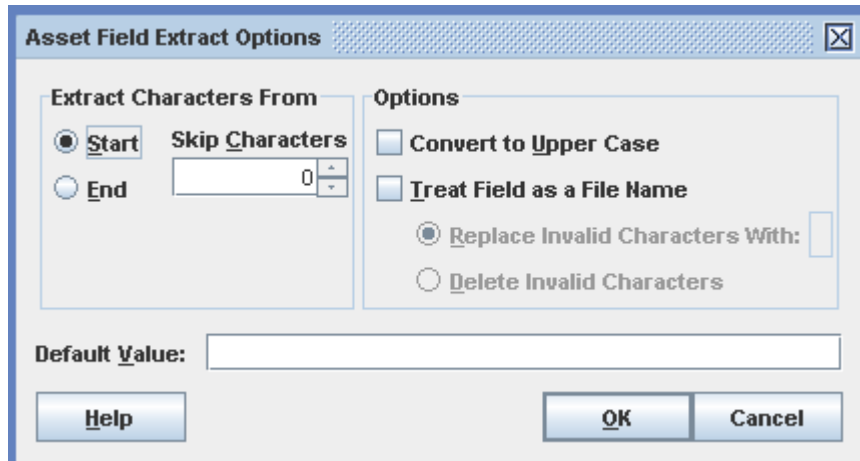 Asset Field Extract Options
Extract Characters From
Start
Skip Characters
0
End
Options
Convert to Upper Case
Treat Field as a File Name
Replace Invalid Characters With:
Delete Invalid Characters
Default Value:
Help
OK
Cancel